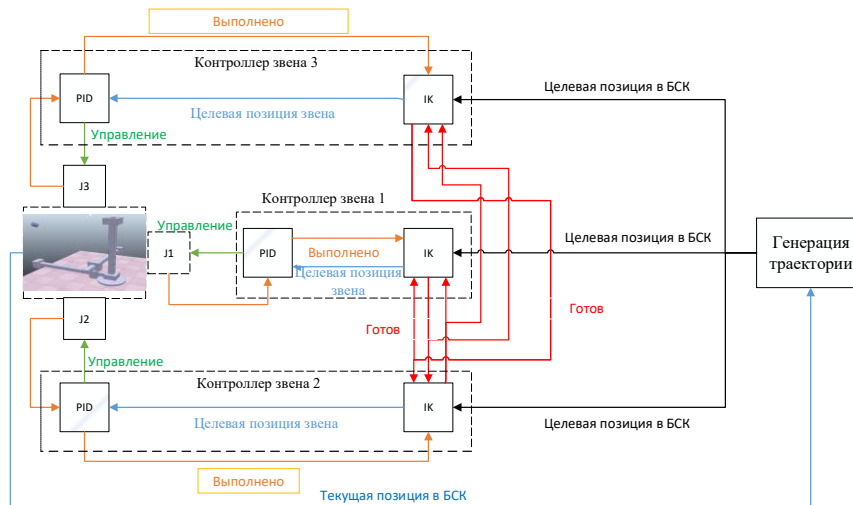 Выполнено
Контроллер звена 3
PID
IK
Целевая позиция звена
Целевая позиция в БСК
Управление
J3
Контроллер звена 1
Управление
J1
PID
Выполнено
IK
Целевая позиция
звена
Целевая позиция в БСК
Генерация
траектории
J2
Готов
Готов
Управление
Контроллер звена 2
PID
IK
Целевая позиция звена
Целевая позиция в БСК
Выполнено
Текущая позиция в БСК